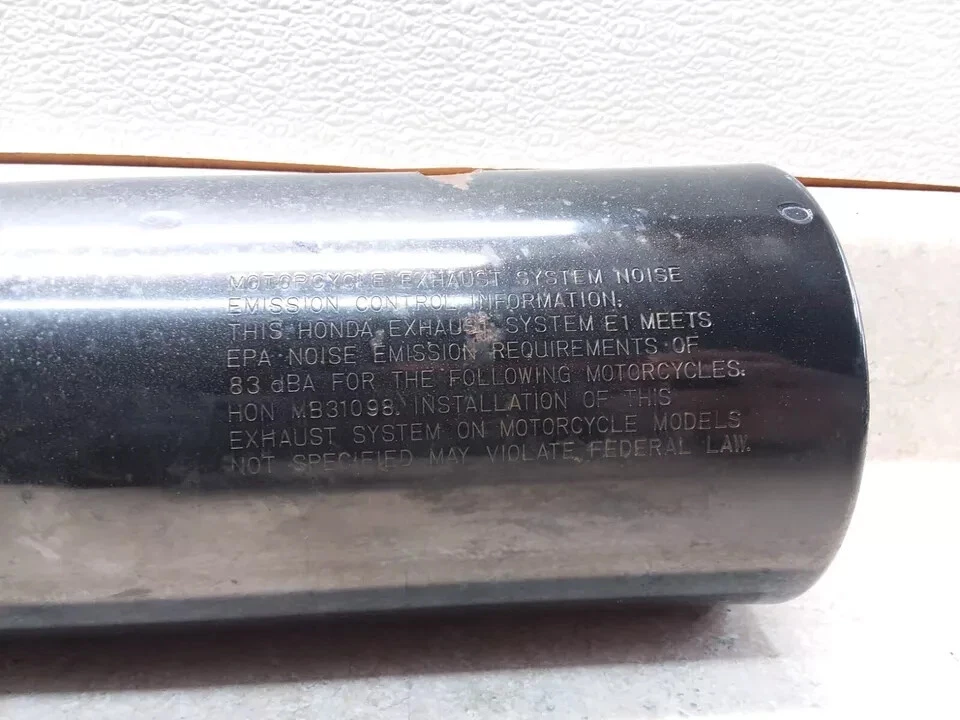 MOTORCYCLE EXHAUST SYSTEM NOISE
EMISSION CONTROL INFORMATION:
THIS HONDA EXHAUST SYSTEM E1 MEETS
EPA NOISE EMISSION REQUIREMENTS OF
83 dBA FOR THE FOLLOWING MOTORCYCLES:
HON MB31098. INSTALLATION OF THIS
EXHAUST SYSTEM ON MOTORCYCLE MODELS
NOT SPECIFIED MAY VIOLATE FEDERAL LAW.